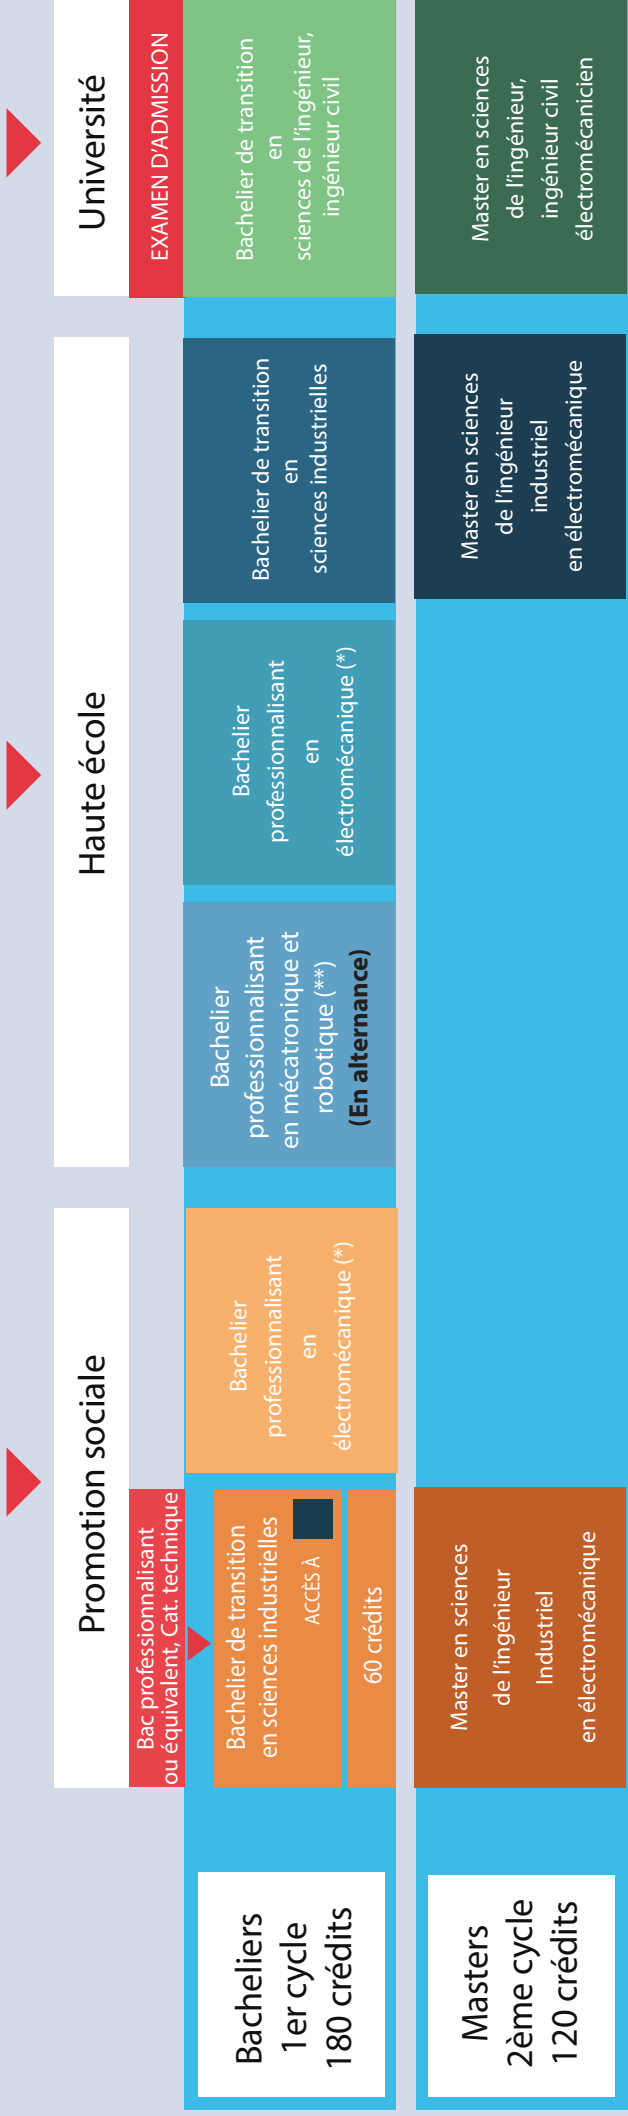 Promotion sociale
Haute école
Université
Bac professionnalisant
ou équivalent, Cat. technique
EXAMEN D'ADMISSION
Bacheliers
1er cycle
180 crédits
Bachelier de transition
en sciences industrielles
ACCÈS À
60 crédits
Bachelier
professionnalisant
en
électromécanique (*)
Bachelier
professionnalisant
en mécatronique et
robotique (**)
(En alternance)
Bachelier
professionnalisant
en
électromécanique (*)
Bachelier de transition
en
sciences industrielles
Bachelier de transition
en
sciences de l'ingénieur,
ingénieur civil
Masters
2ème cycle
120 crédits
Master en sciences
de l'ingénieur
Industriel
en électromécanique
Master en sciences
de l'ingénieur
industriel
en électromécanique
Master en sciences
de l'ingénieur,
ingénieur civil
électromécanicien